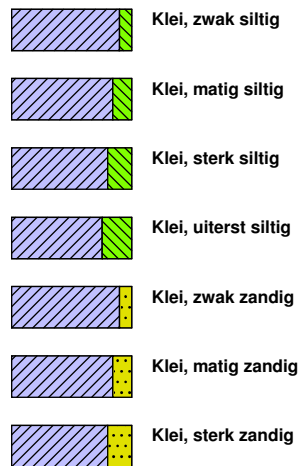 Klei, zwak siltig
Klei, matig siltig
Klei, sterk siltig
Klei, uiterst siltig
Klei, zwak zandig
Klei, matig zandig
Klei, sterk zandig